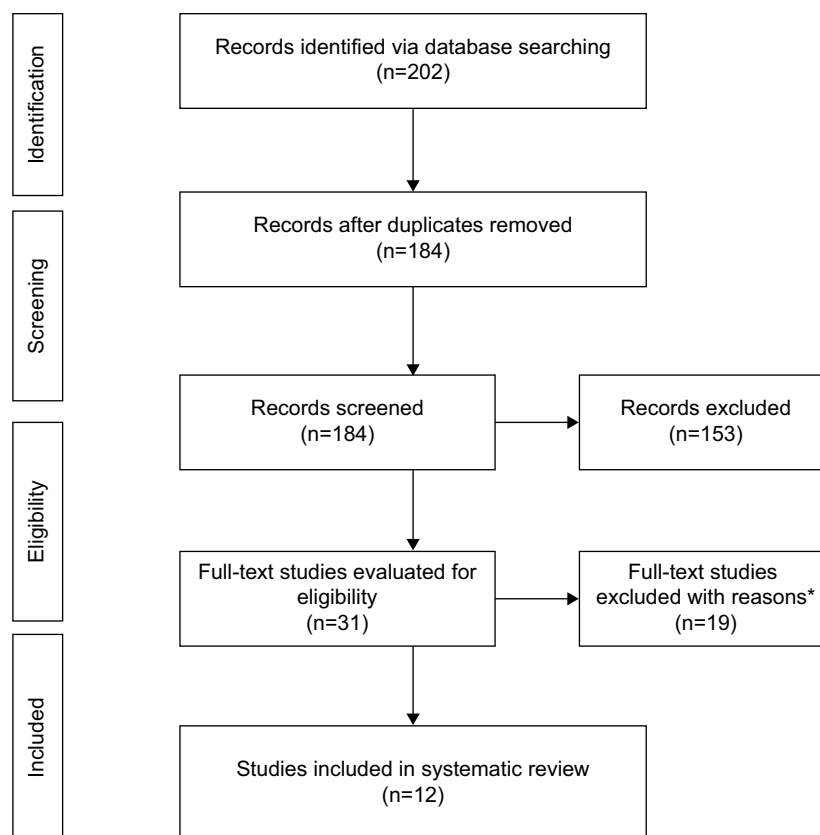 Identification
Records identified via database searching
(n=202)
Records after duplicates removed
(n=184)
Screening
Records screened
(n=184)
Records excluded
(n=153)
Eligibility
Full-text studies evaluated for
eligibility
(n=31)
Full-text studies
excluded with reasons*
(n=19)
Included
Studies included in systematic review
(n=12)